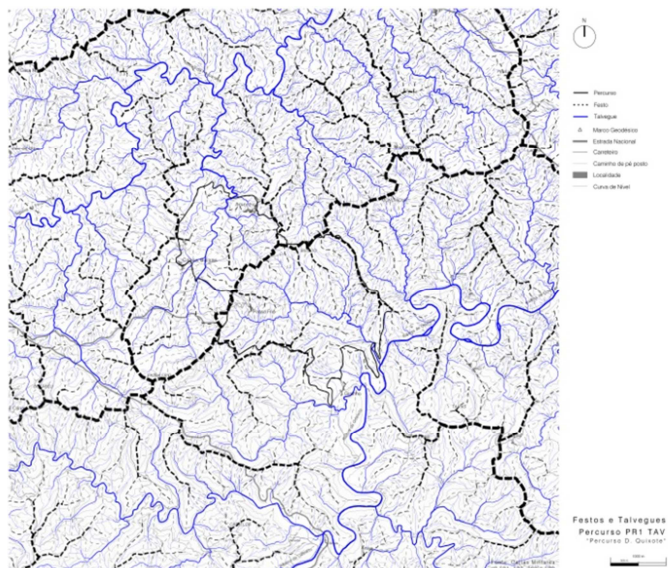 N
Percurso
Festo
Talvegue
Marco Geodésico
Estrada Nacional
Carreteiro
Caminho de pé posto
Localidade
Curva de Nível
Festos e Talvegues
Percurso PR1 TAV
"Percurso D. Quixote"